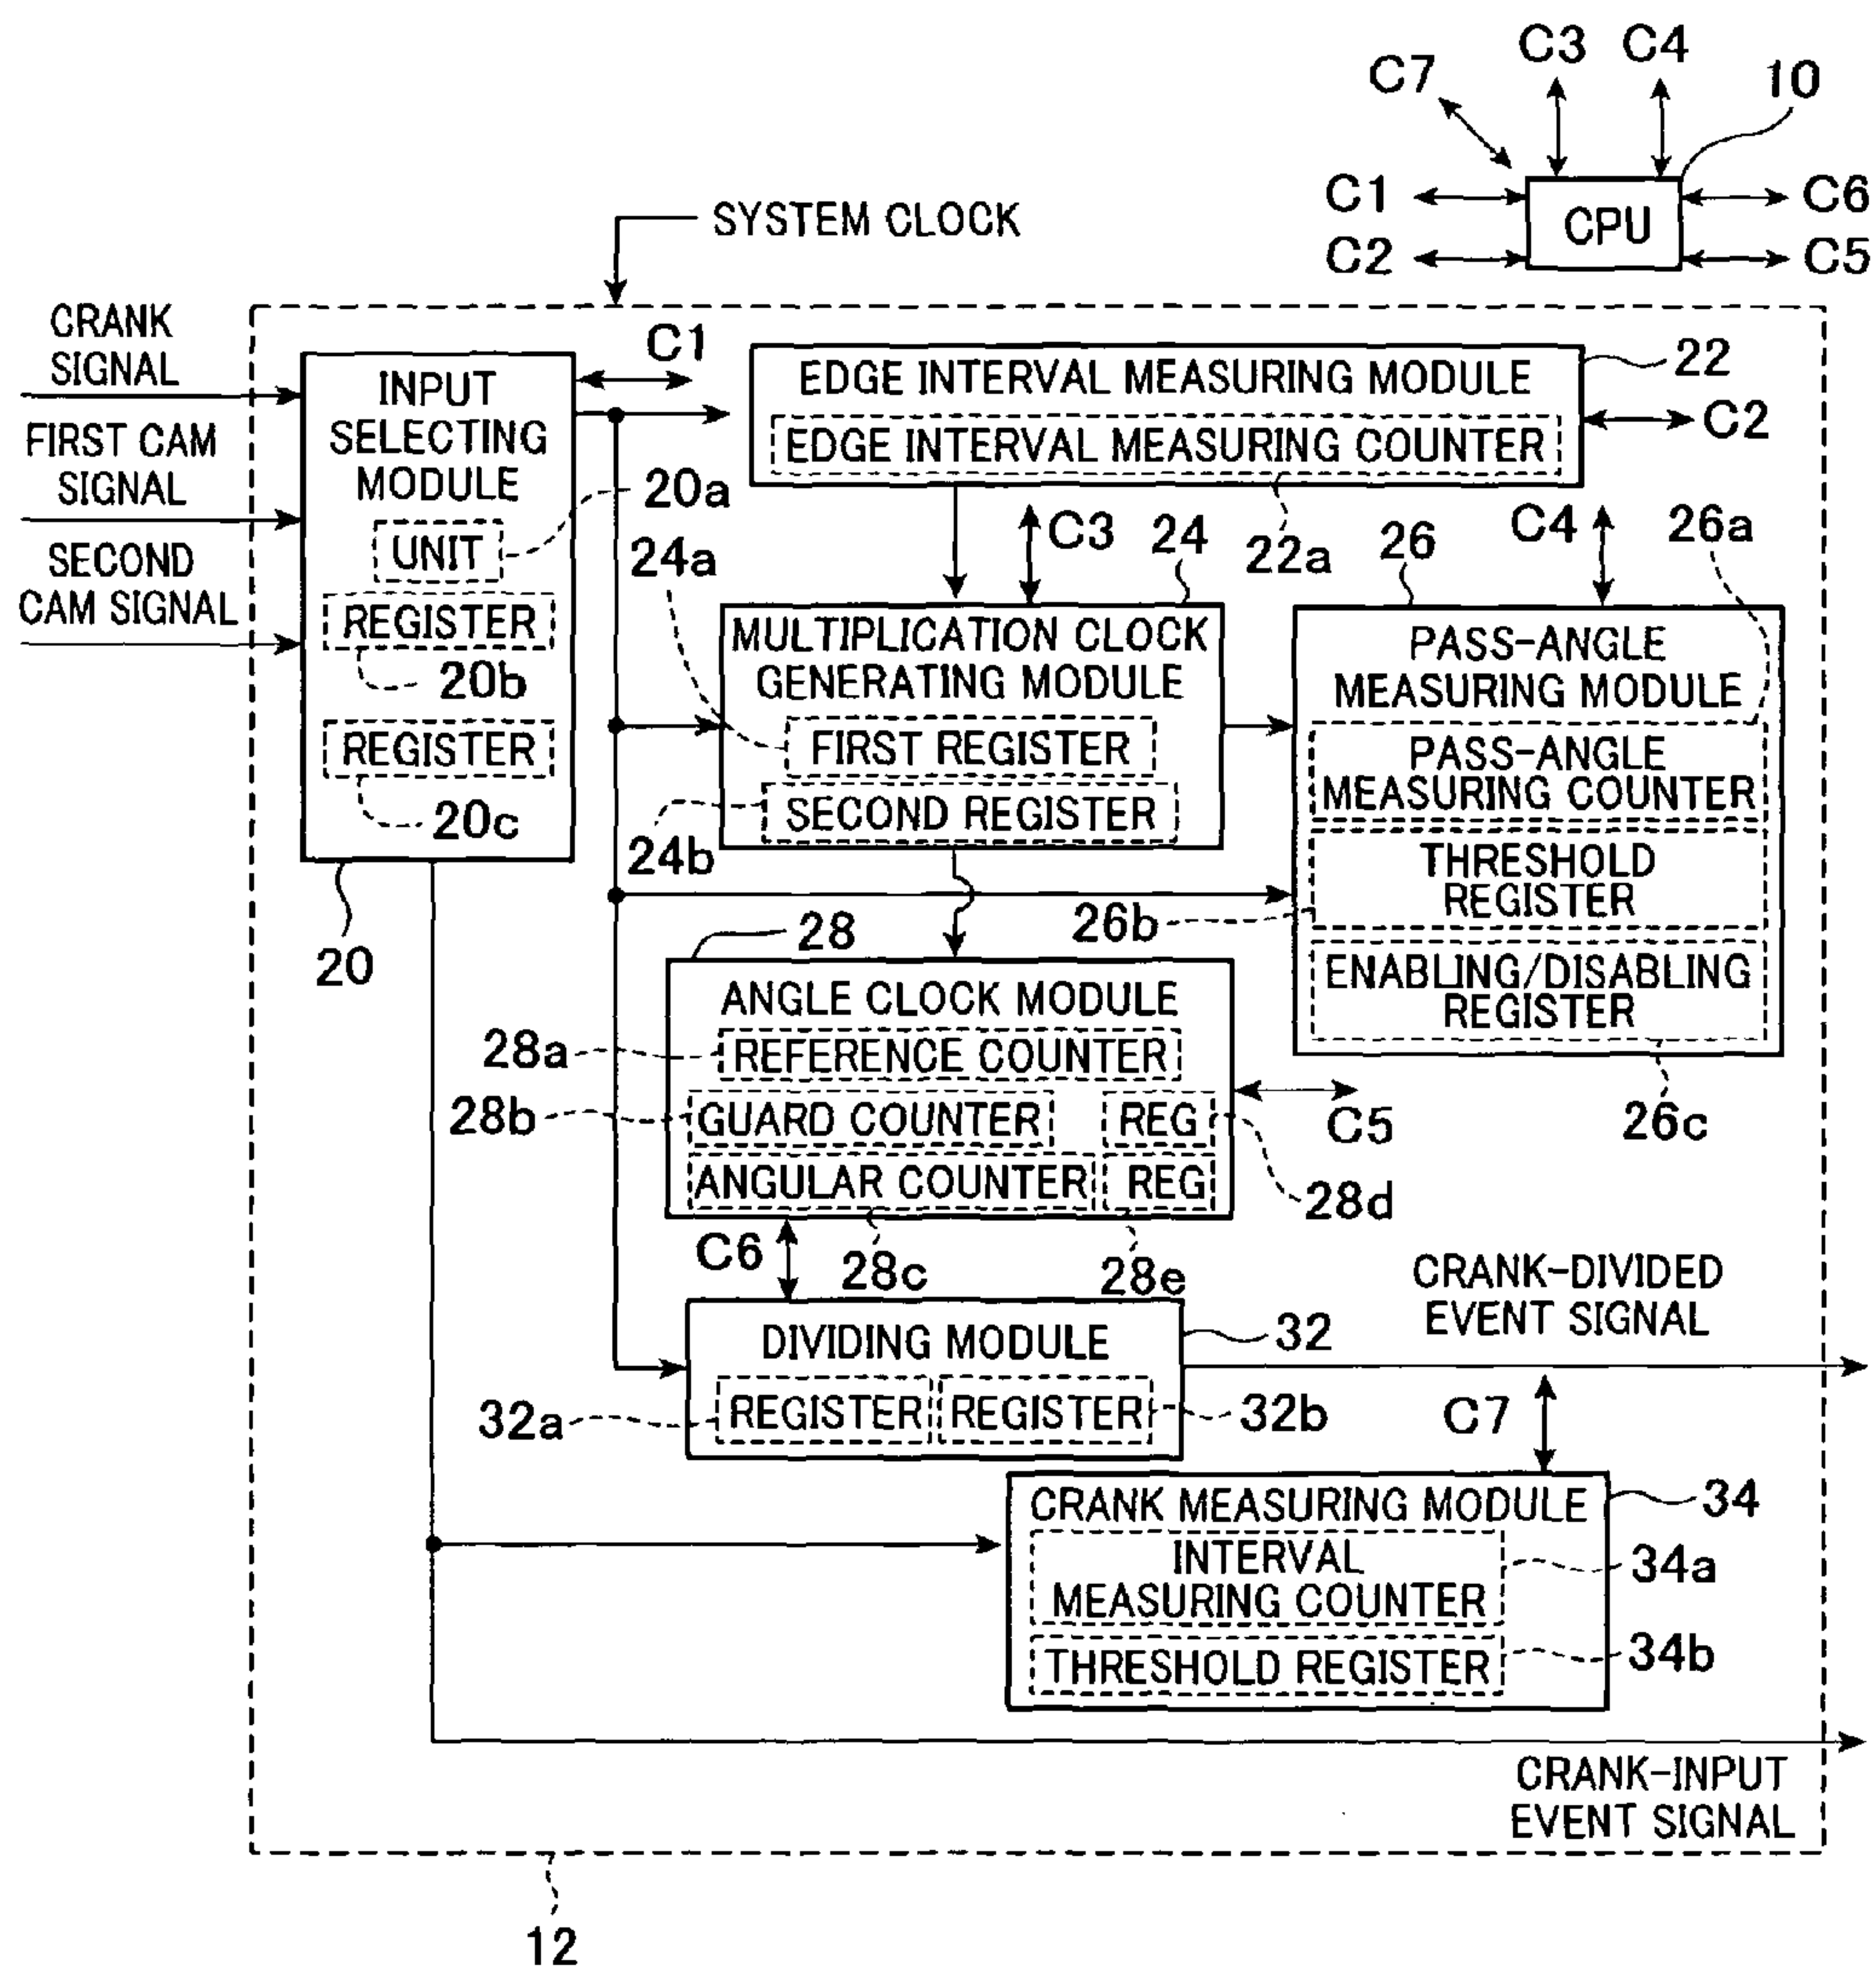 C3
C4
C7
10
C1
C6
CPU
C2
C5
SYSTEM CLOCK
CRANK
SIGNAL
FIRST CAM
SIGNAL
SECOND
CAM SIGNAL
INPUT
SELECTING
MODULE
UNIT
20a
REGISTER
20b
REGISTER
20c
20
C1
EDGE INTERVAL MEASURING MODULE
EDGE INTERVAL MEASURING COUNTER
22
C2
22a
C3
24
24a
MULTIPLICATION CLOCK
GENERATING MODULE
FIRST REGISTER
SECOND REGISTER
24b
C4
26
26a
PASS-ANGLE
MEASURING MODULE
PASS-ANGLE
MEASURING COUNTER
THRESHOLD
REGISTER
26b
ENABLING/DISABLING
REGISTER
26c
28
ANGLE CLOCK MODULE
28a
REFERENCE COUNTER
28b
GUARD COUNTER
REG
ANGULAR COUNTER
REG
C5
28d
C6
28c
28e
CRANK-DIVIDED
EVENT SIGNAL
DIVIDING MODULE
32
32a
REGISTER
REGISTER
32b
C7
CRANK MEASURING MODULE
34
INTERVAL
MEASURING COUNTER
34a
THRESHOLD REGISTER
34b
CRANK-INPUT
EVENT SIGNAL
12